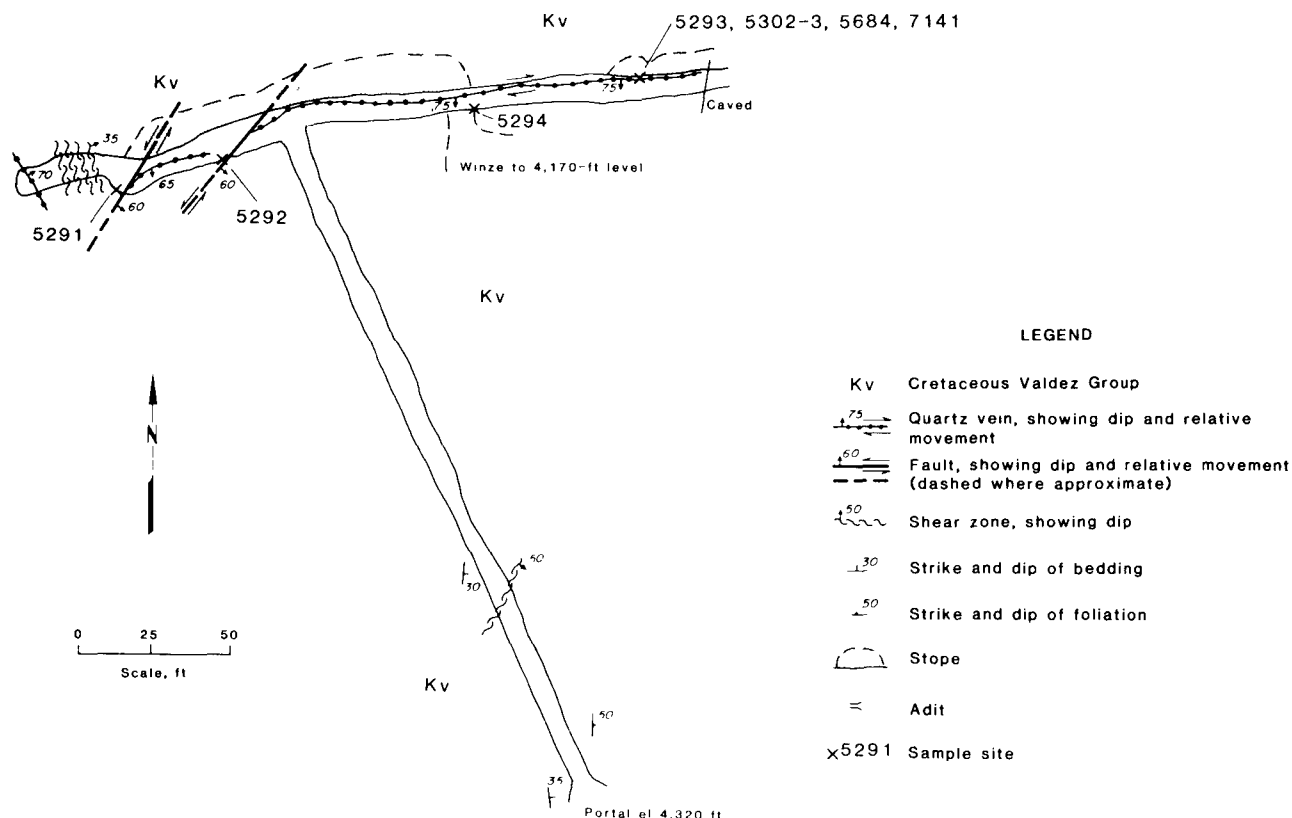 Kv
5293, 5302-3, 5684, 7141
Kv
35
75
75
Caved
5294
Winze to 4,170-ft level
70
65
60
60
5292
5291
Kv
N
LEGEND
Kv Cretaceous Valdez Group
75 Quartz vein, showing dip and relative
movement
60 Fault, showing dip and relative movement
(dashed where approximate)
50 Shear zone, showing dip
30 Strike and dip of bedding
50 Strike and dip of foliation
Stope
Adit
×5291 Sample site
50
30
0 25 50
Scale, ft
Kv
50
35
Portal el 4,320 ft